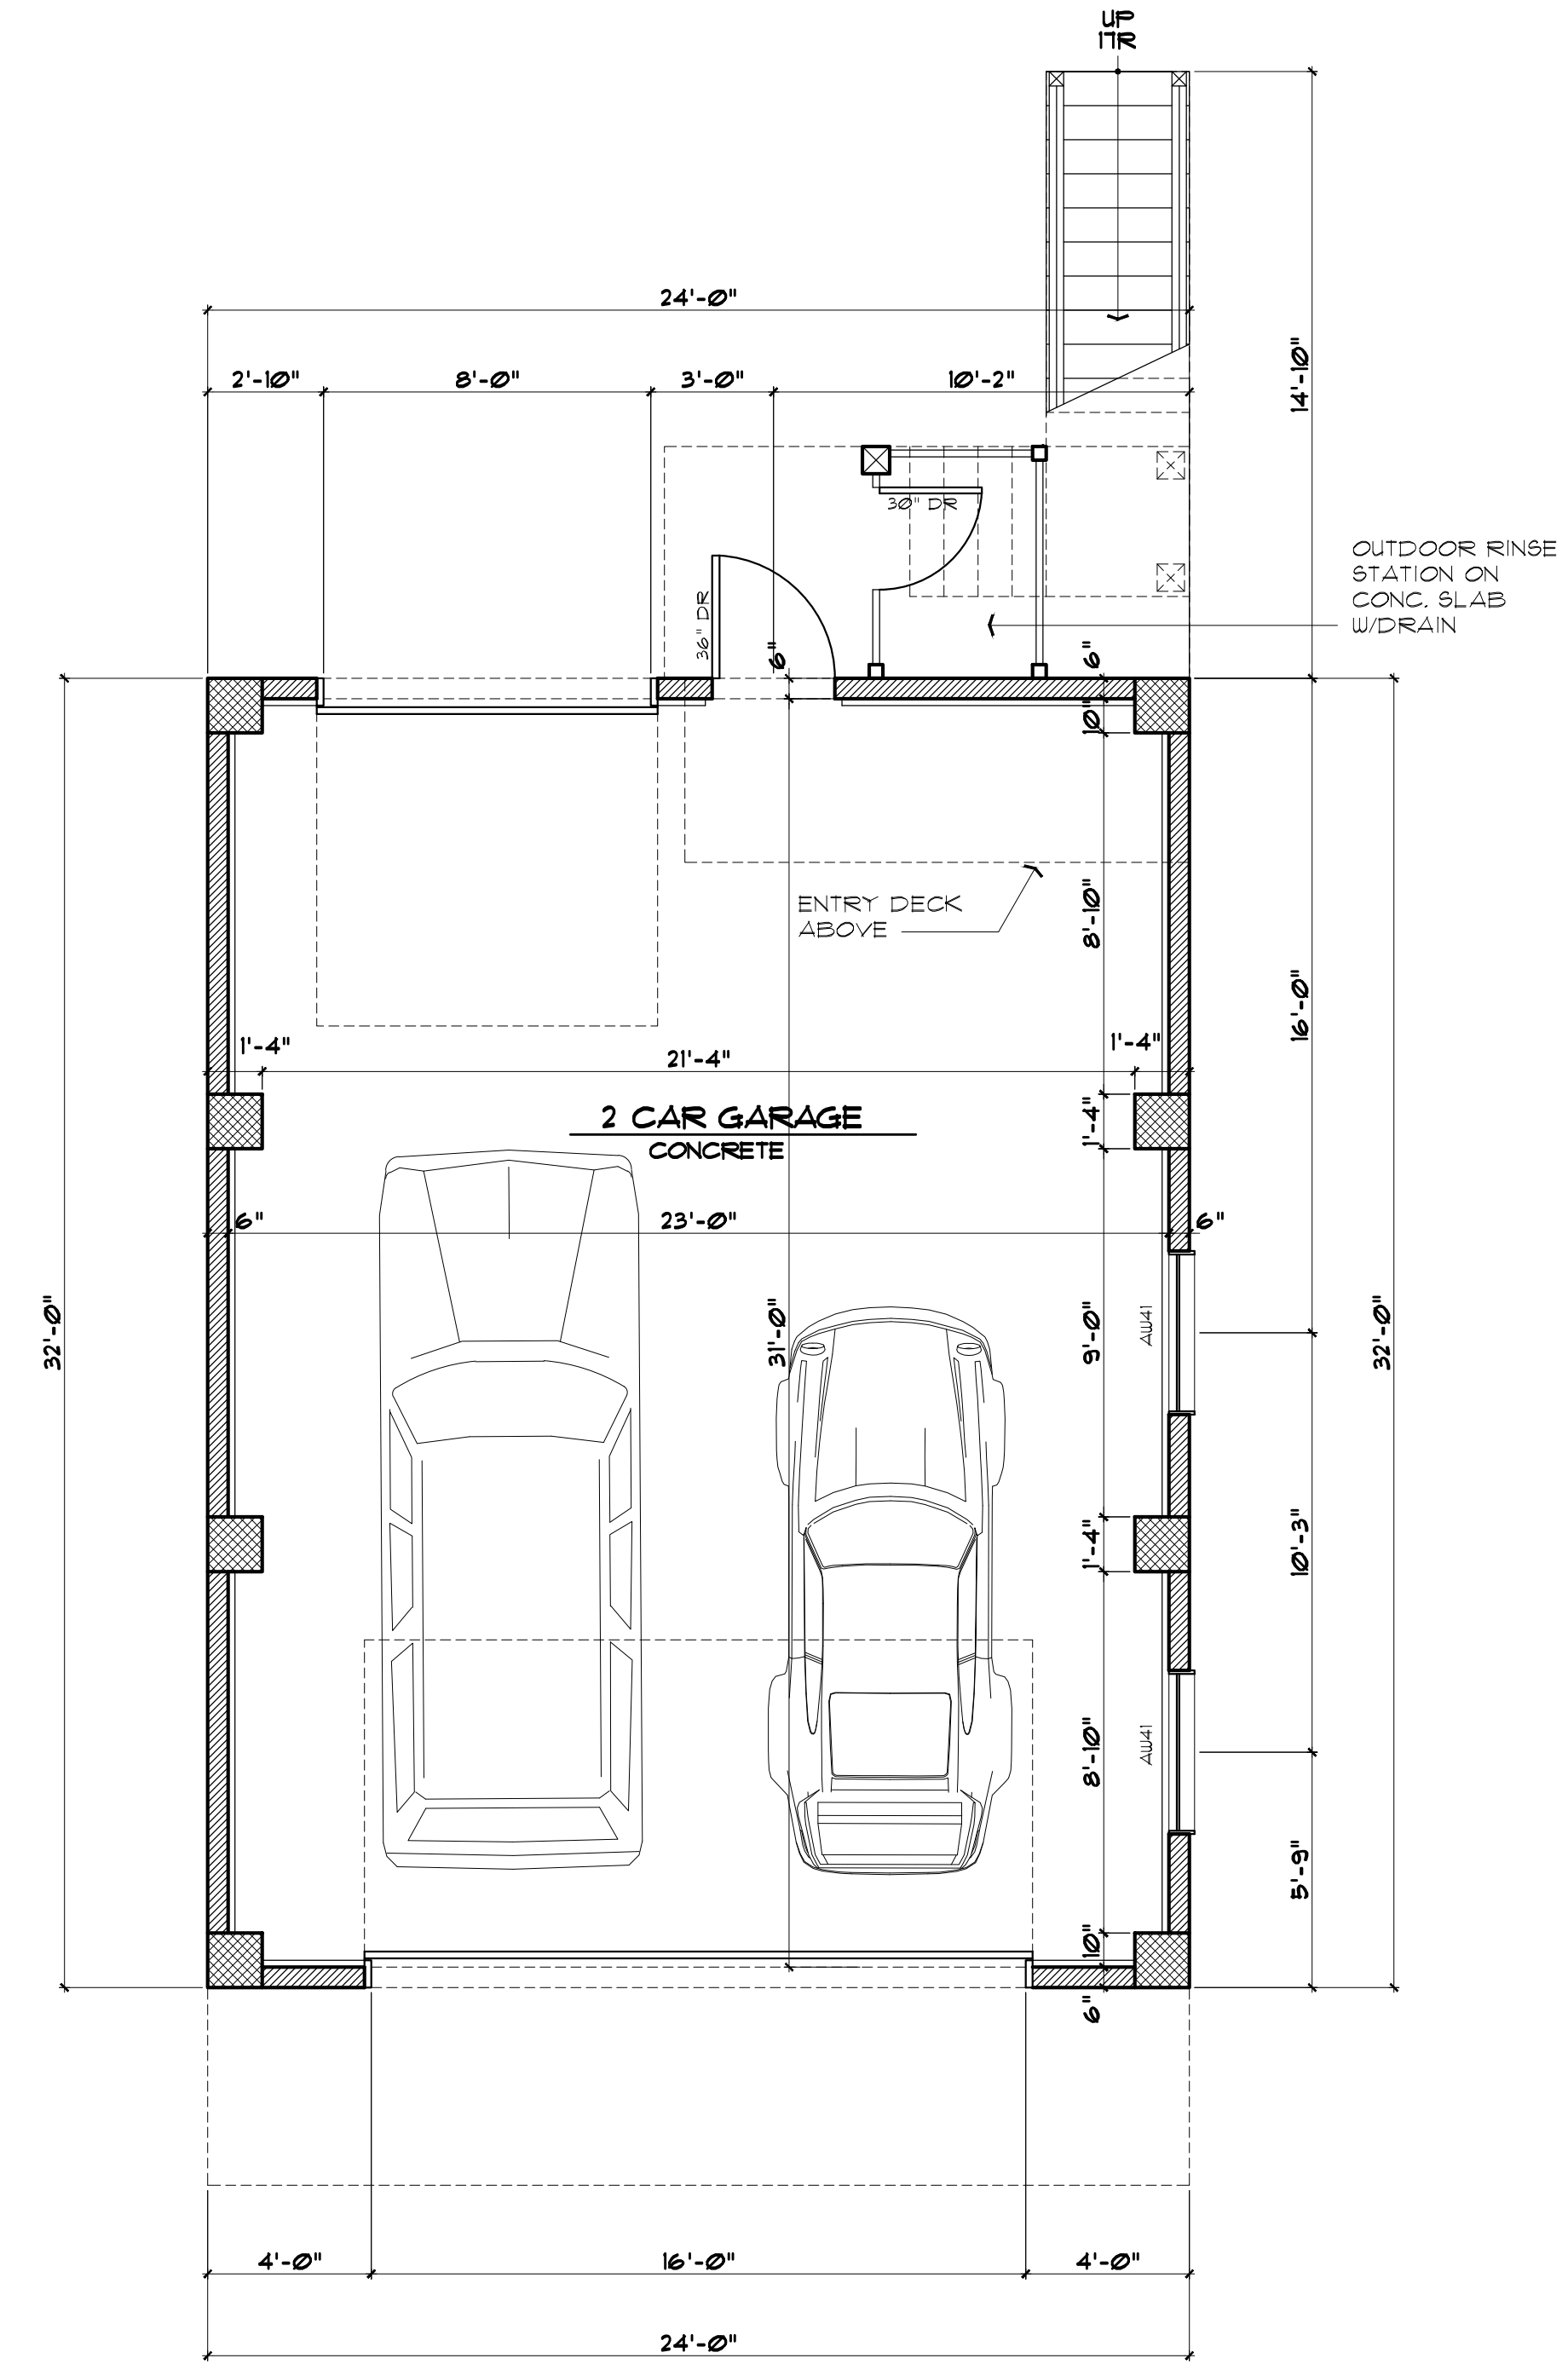 UP
17R
24'-0"
2'-10"
8'-0"
3'-0"
10'-2"
14'-10"
30" DR
36" DR
OUTDOOR RINSE
STATION ON
CONC. SLAB
W/DRAIN
6"
6"
10"
ENTRY DECK
ABOVE
8'-10"
16'-0"
1'-4"
21'-4"
1'-4"
2 CAR GARAGE
CONCRETE
1'-4"
6"
23'-0"
6"
32'-0"
31'-0"
9'-0"
AW41
32'-0"
1'-4"
10'-3"
8'-10"
AW41
5'-9"
10"
6"
4'-0"
16'-0"
4'-0"
24'-0"